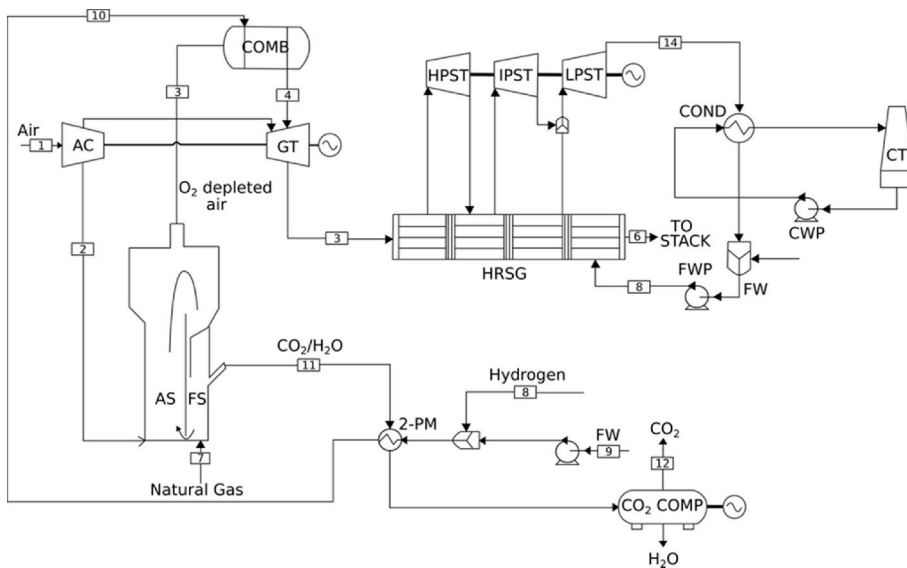 10
COMB
3
4
Air
1
AC
GT
O2 depleted
air
2
3
HPST
IPST
LPST
14
COND
CT
CWP
TO
STACK
6
HRSG
FWP
8
FW
CO2/H2O
11
AS
FS
7
Natural Gas
Hydrogen
8
2-PM
FW
9
CO2
12
CO2 COMP
H2O